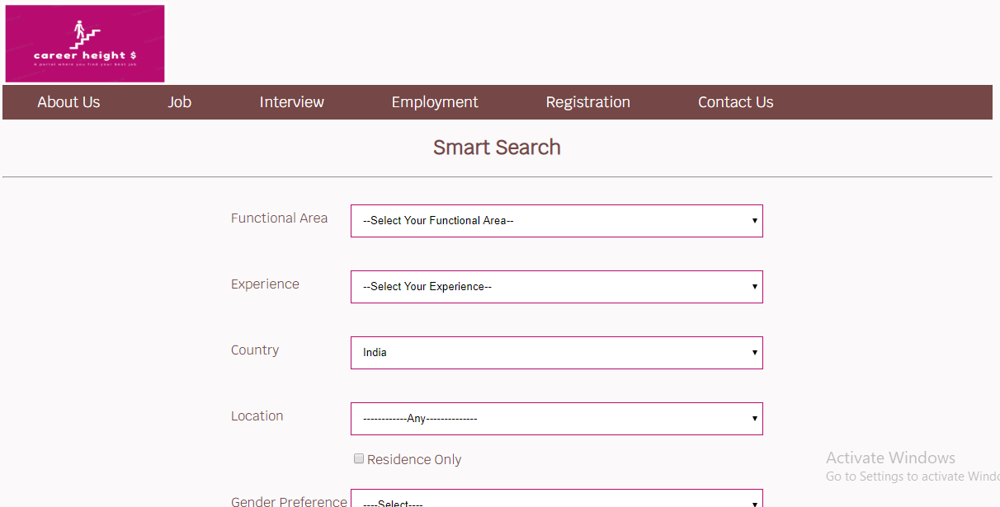 career height $
a portal where you find your best job
About Us Job Interview Employment Registration Contact Us
Smart Search
Functional Area --Select Your Functional Area--
Experience --Select Your Experience--
Country India
Location ------------Any--------------
Residence Only
Activate Windows
Go to Settings to activate Windo
Gender Preference ----Select----